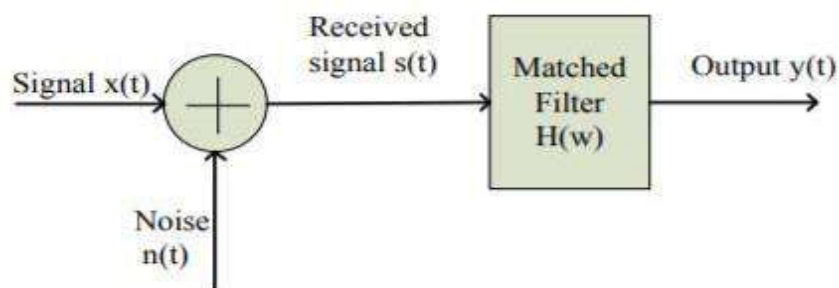 Signal x(t)
Received
signal s(t)
Matched
Filter
H(w)
Output y(t)
Noise
n(t)